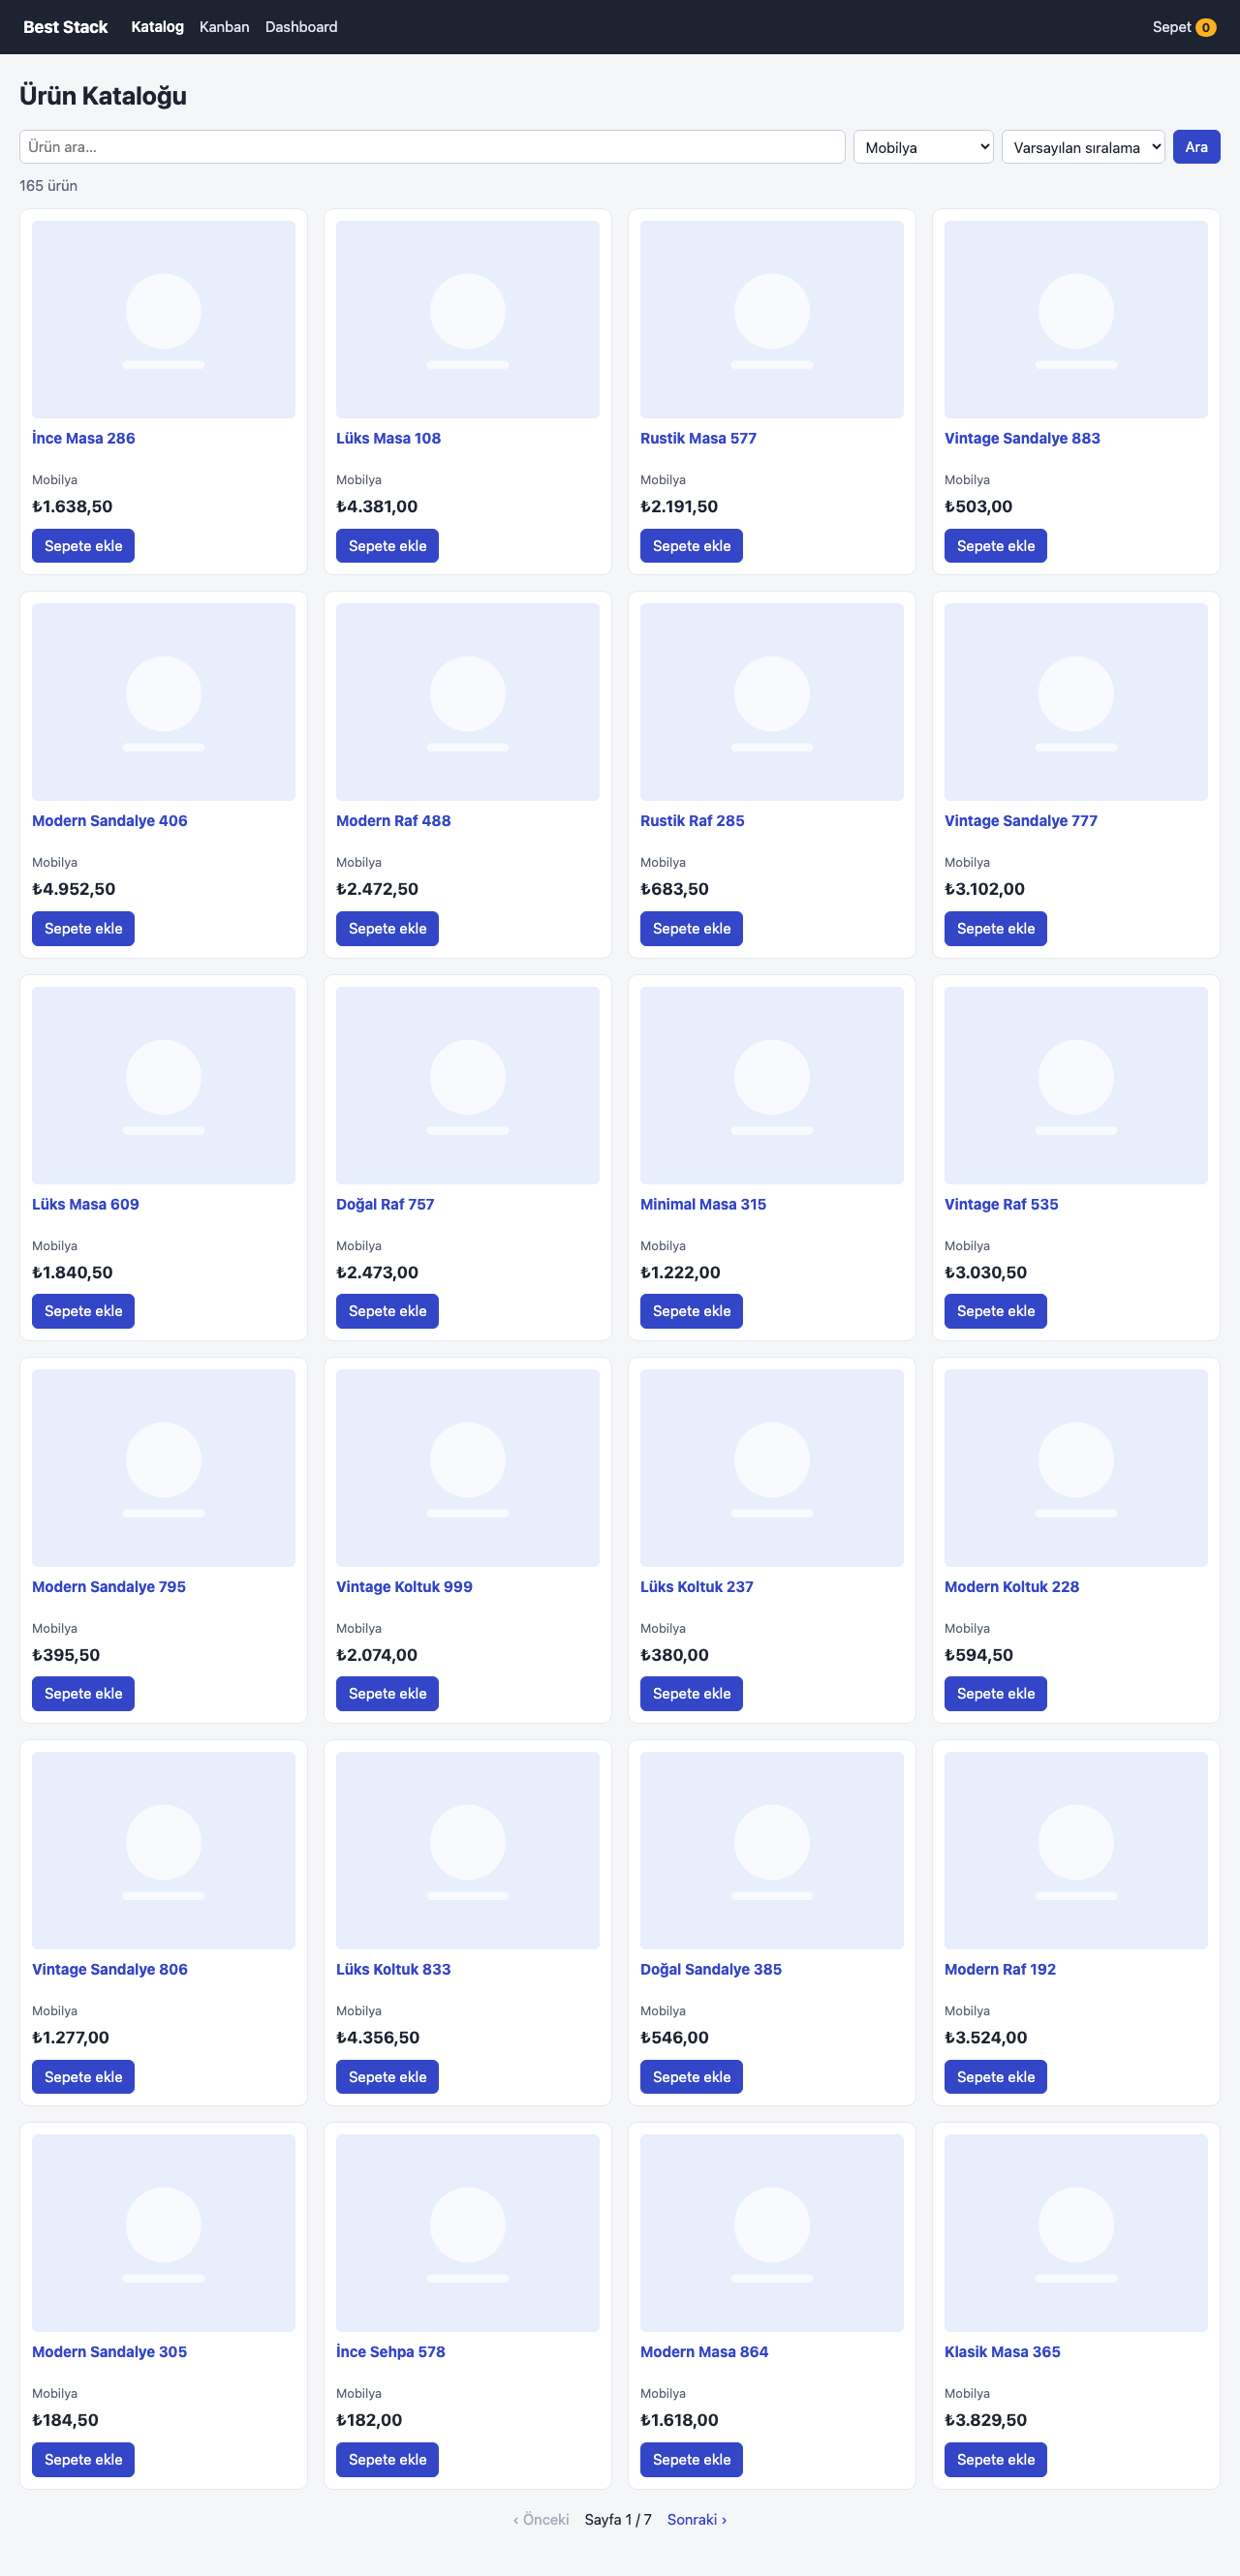 Best Stack Katalog Kanban Dashboard Sepet 0
Ürün Kataloğu
Ürün ara... Mobilya Varsayılan sıralama Ara
165 ürün
İnce Masa 286 Lüks Masa 108 Rustik Masa 577 Vintage Sandalye 883
Mobilya Mobilya Mobilya Mobilya
₺1.638,50 ₺4.381,00 ₺2.191,50 ₺503,00
Sepete ekle Sepete ekle Sepete ekle Sepete ekle
Modern Sandalye 406 Modern Raf 488 Rustik Raf 285 Vintage Sandalye 777
Mobilya Mobilya Mobilya Mobilya
₺4.952,50 ₺2.472,50 ₺683,50 ₺3.102,00
Sepete ekle Sepete ekle Sepete ekle Sepete ekle
Lüks Masa 609 Doğal Raf 757 Minimal Masa 315 Vintage Raf 535
Mobilya Mobilya Mobilya Mobilya
₺1.840,50 ₺2.473,00 ₺1.222,00 ₺3.030,50
Sepete ekle Sepete ekle Sepete ekle Sepete ekle
Modern Sandalye 795 Vintage Koltuk 999 Lüks Koltuk 237 Modern Koltuk 228
Mobilya Mobilya Mobilya Mobilya
₺395,50 ₺2.074,00 ₺380,00 ₺594,50
Sepete ekle Sepete ekle Sepete ekle Sepete ekle
Vintage Sandalye 806 Lüks Koltuk 833 Doğal Sandalye 385 Modern Raf 192
Mobilya Mobilya Mobilya Mobilya
₺1.277,00 ₺4.356,50 ₺546,00 ₺3.524,00
Sepete ekle Sepete ekle Sepete ekle Sepete ekle
Modern Sandalye 305 İnce Sehpa 578 Modern Masa 864 Klasik Masa 365
Mobilya Mobilya Mobilya Mobilya
₺184,50 ₺182,00 ₺1.618,00 ₺3.829,50
Sepete ekle Sepete ekle Sepete ekle Sepete ekle
‹ Önceki Sayfa 1 / 7 Sonraki ›